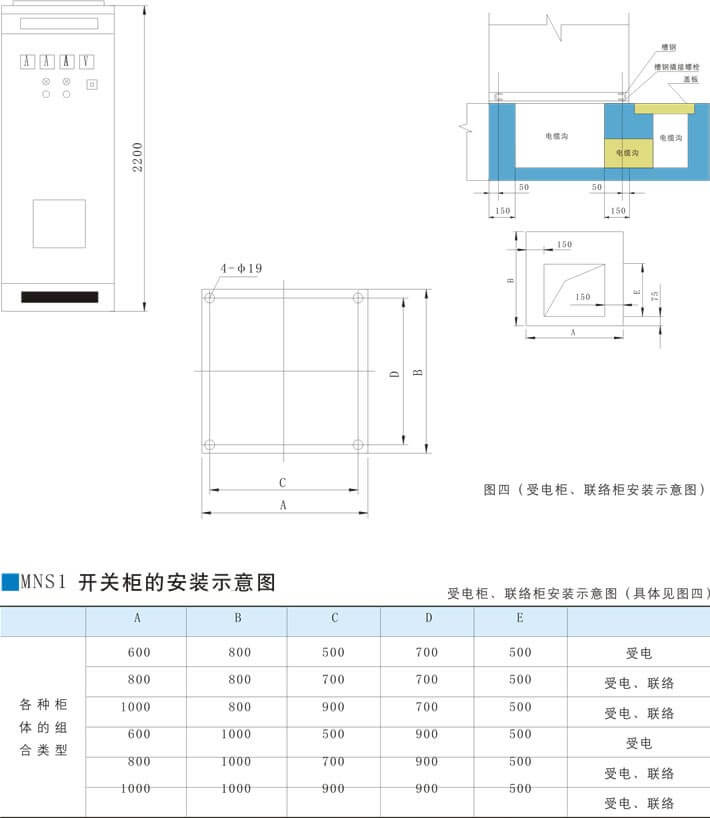 A A A V
2200
槽钢
槽钢搞接螺栓
盖板
电缆沟
电缆沟
电缆沟
50
50
150
150
4-φ19
D
B
C
A
150
B
150
E
75
A
图四（受电柜、联络柜安装示意图）
MNS1 开关柜的安装示意图
受电柜、联络柜安装示意图（具体见图四）
A B C D E
各种柜
体的组
合类型
600 800 500 700 500 受电
800 800 700 700 500 受电、联络
1000 800 900 700 500 受电、联络
600 1000 500 900 500 受电
800 1000 700 900 500 受电、联络
1000 1000 900 900 500 受电、联络